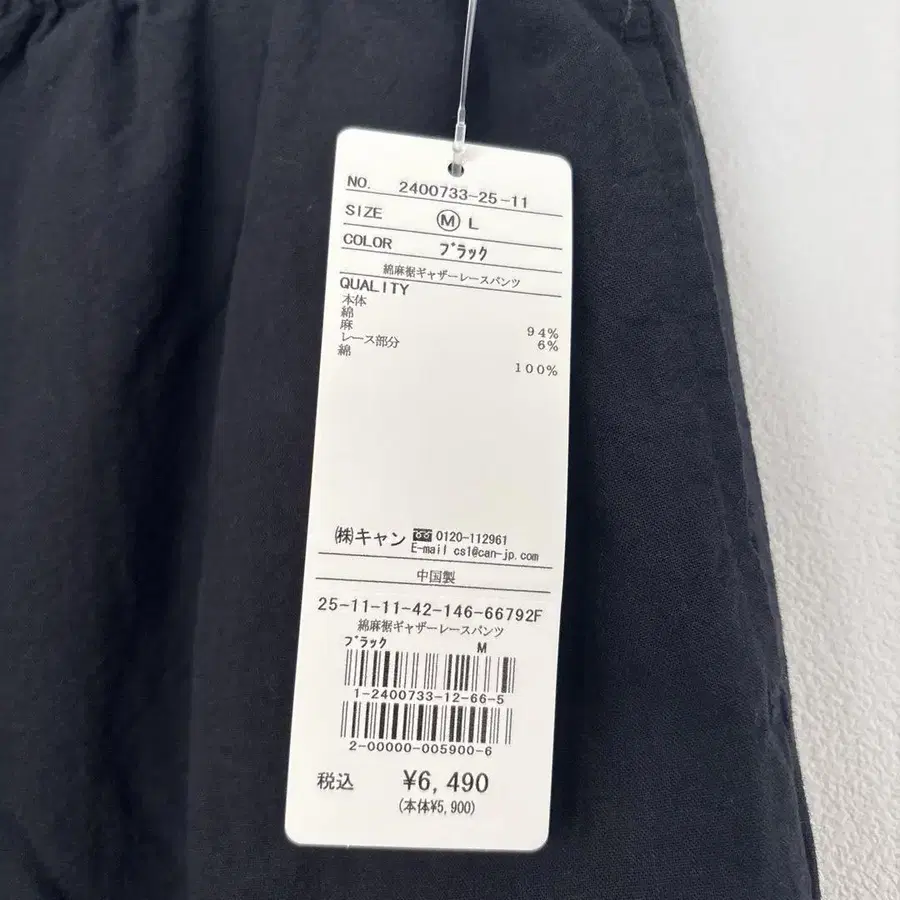 NO. 2400733-25-11
SIZE Ⓜ L
COLOR ブラック
綿麻裾ギャザーレースパンツ
QUALITY
本体
綿 94%
麻 6%
レース部分
綿 100%
㈱キャン 0120-112961
E-mail cs1@can-jp.com
中国製
25-11-11-42-146-66792F
綿麻裾ギャザーレースパンツ
ブラック M
1-2400733-12-66-5
2-00000-005900-6
税込 ¥6,490
(本体¥5,900)